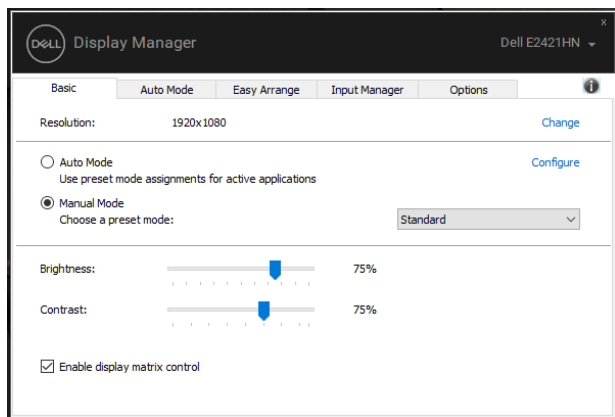 DELL Display Manager
x
Dell E2421HN
Basic Auto Mode Easy Arrange Input Manager Options i
Resolution: 1920x1080 Change
Auto Mode Configure
Use preset mode assignments for active applications
Manual Mode
Choose a preset mode: Standard
Brightness: 75%
Contrast: 75%
Enable display matrix control